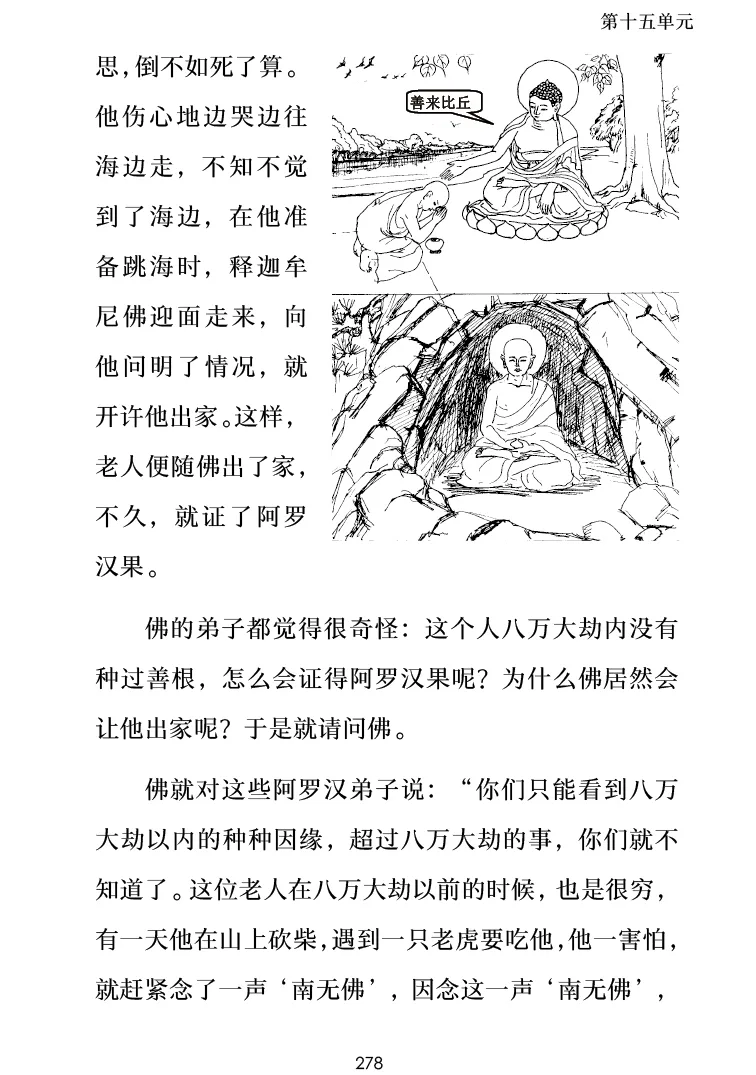 第十五单元
思，倒不如死了算。
善来比丘
他伤心地边哭边往
海边走，不知不觉
到了海边，在他准
备跳海时，释迦牟
尼佛迎面走来，向
他问明了情况，就
开许他出家。这样，
老人便随佛出了家，
不久，就证了阿罗
汉果。
佛的弟子都觉得很奇怪：这个人八万大劫内没有
种过善根，怎么会证得阿罗汉果呢？为什么佛居然会
让他出家呢？于是就请问佛。
佛就对这些阿罗汉弟子说：“你们只能看到八万
大劫以内的种种因缘，超过八万大劫的事，你们就不
知道了。这位老人在八万大劫以前的时候，也是很穷，
有一天他在山上砍柴，遇到一只老虎要吃他，他一害怕，
就赶紧念了一声‘南无佛’，因念这一声‘南无佛’，
278